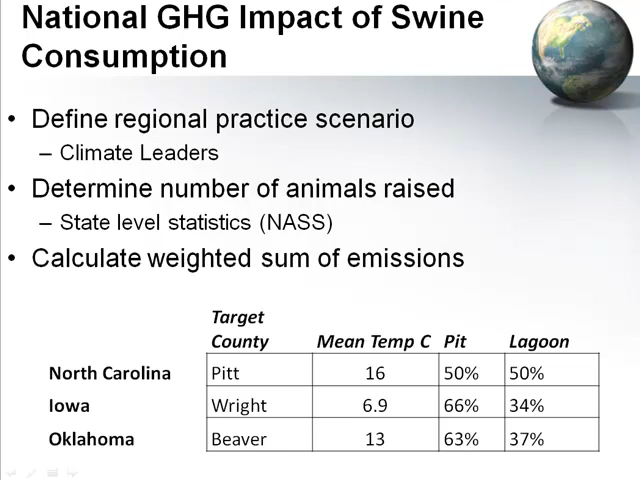 National GHG Impact of Swine
Consumption
• Define regional practice scenario
– Climate Leaders
• Determine number of animals raised
– State level statistics (NASS)
• Calculate weighted sum of emissions
Target
County Mean Temp C Pit Lagoon
North Carolina Pitt 16 50% 50%
Iowa Wright 6.9 66% 34%
Oklahoma Beaver 13 63% 37%